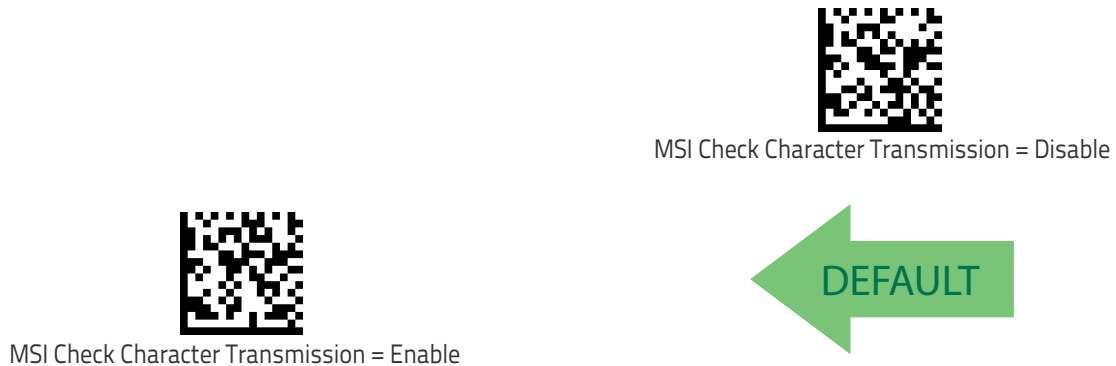 MSI Check Character Transmission = Disable
DEFAULT
MSI Check Character Transmission = Enable